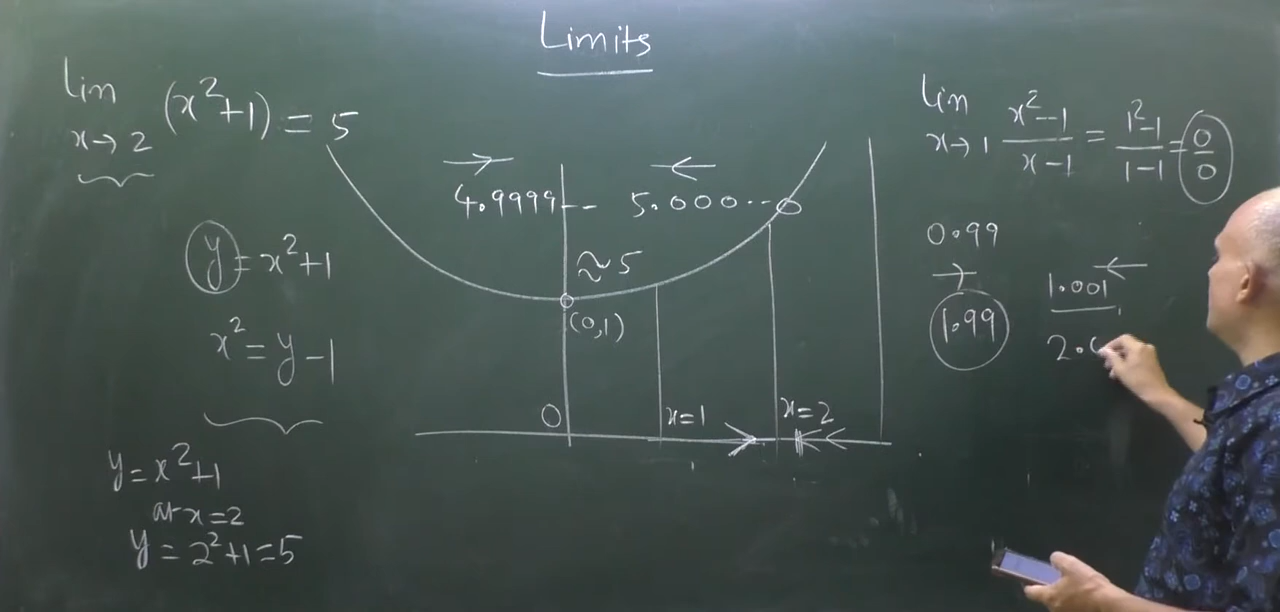 Limits
lim x→2 (x²+1) = 5
y = x²+1
x² = y-1
y = x²+1
at x=2
y = 2²+1=5
4.9999
5.000..
≈5
(0,1)
0
x=1
x=2
lim x→1 x²-1/x-1 = 1²-1/1-1 = 0/0
0.99
1.99
1.001
2.0